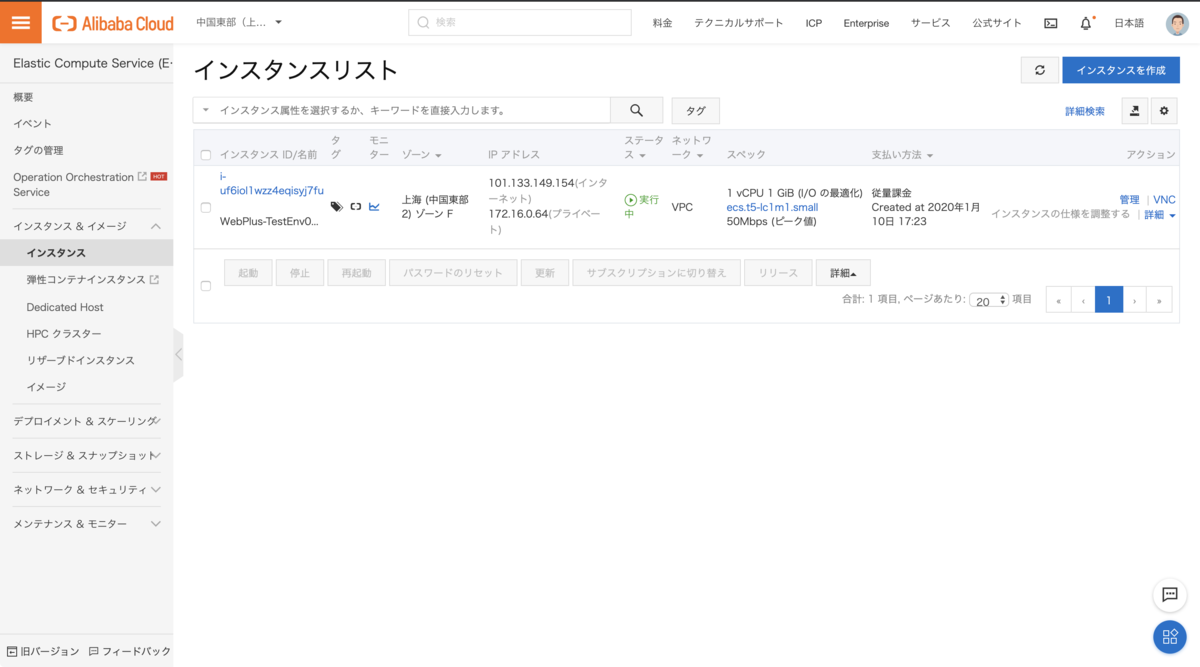 Alibaba Cloud
中国東部（上...
検索
料金
テクニカルサポート
ICP
Enterprise
サービス
公式サイト
日本語
Elastic Compute Service (E
概要
イベント
タグの管理
Operation Orchestration HOT
Service
インスタンス & イメージ
インスタンス
弾性コンテナインスタンス
Dedicated Host
HPC クラスター
リザーブドインスタンス
イメージ
デプロイメント & スケーリング
ストレージ & スナップショット
ネットワーク & セキュリティ
メンテナンス & モニター
旧バージョン
フィードバック
インスタンスリスト
インスタンスを作成
インスタンス属性を選択するか、キーワードを直接入力します。
タグ
詳細検索
インスタンス ID/名前
タ
グ
モニ
ター
ゾーン
IP アドレス
ステータ
ス
ネットワ
ーク
スペック
支払い方法
アクション
i-
uf6iol1wzz4eqisyj7fu
WebPlus-TestEnv0...
上海 (中国東部
2) ゾーン F
101.133.149.154(インタ
ーネット)
172.16.0.64(プライベー
ト)
実行
中
VPC
1 vCPU 1 GiB (I/O の最適化)
ecs.t5-lc1m1.small
50Mbps (ピーク値)
従量課金
Created at 2020年1月
10日 17:23
管理 | VNC
インスタンスの仕様を調整する | 詳細
起動
停止
再起動
パスワードのリセット
更新
サブスクリプションに切り替え
リリース
詳細
合計: 1 項目, ページあたり: 20 項目
« ‹ 1 › »